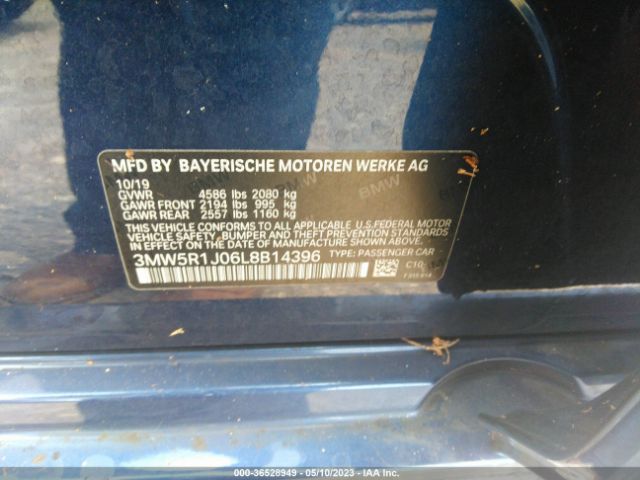 MFD BY BAYERISCHE MOTOREN WERKE AG
10/19
GVWR 4586 lbs 2080 kg
GAWR FRONT 2194 lbs 995 kg
GAWR REAR 2557 lbs 1160 kg
THIS VEHICLE CONFORMS TO ALL APPLICABLE U.S.FEDERAL MOTOR
VEHICLE SAFETY, BUMPER AND THEFT PREVENTION STANDARDS IN
EFFECT ON THE DATE OF MANUFACTURE SHOWN ABOVE.
3MW5R1J06L8B14396 TYPE: PASSENGER CAR
000-36528949 - 05/10/2023 - IAA Inc.